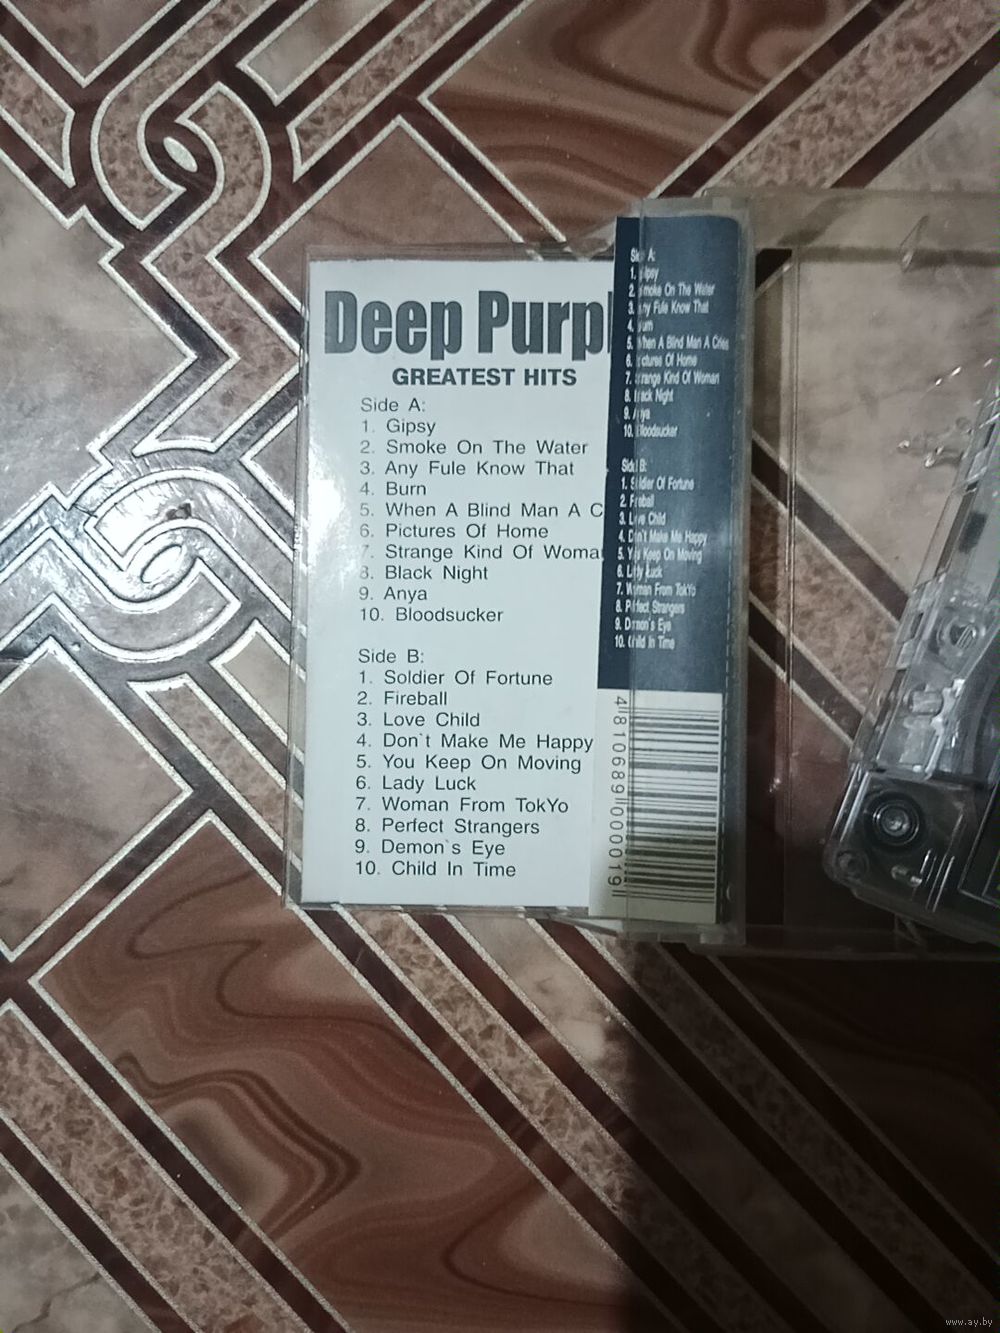 Deep Purpl
GREATEST HITS
Side A:
1. Gipsy
2. Smoke On The Water
3. Any Fule Know That
4. Burn
5. When A Blind Man A C
6. Pictures Of Home
7. Strange Kind Of Woma
8. Black Night
9. Anya
10. Bloodsucker
Side B:
1. Soldier Of Fortune
2. Fireball
3. Love Child
4. Don`t Make Me Happy
5. You Keep On Moving
6. Lady Luck
7. Woman From TokYo
8. Perfect Strangers
9. Demon`s Eye
10. Child In Time
Side A:
1. Gipsy
2. Smoke On The Water
3. Any Fule Know That
4. Burn
5. When A Blind Man A Cries
6. Pictures Of Home
7. Strange Kind Of Woman
8. Black Night
9. Anya
10. Bloodsucker
Side B:
1. Soldier Of Fortune
2. Fireball
3. Love Child
4. Don't Make Me Happy
5. You Keep On Moving
6. Lady Luck
7. Woman From TokYo
8. Perfect Strangers
9. Demon's Eye
10. Child In Time
4810689000019
www.ay.by